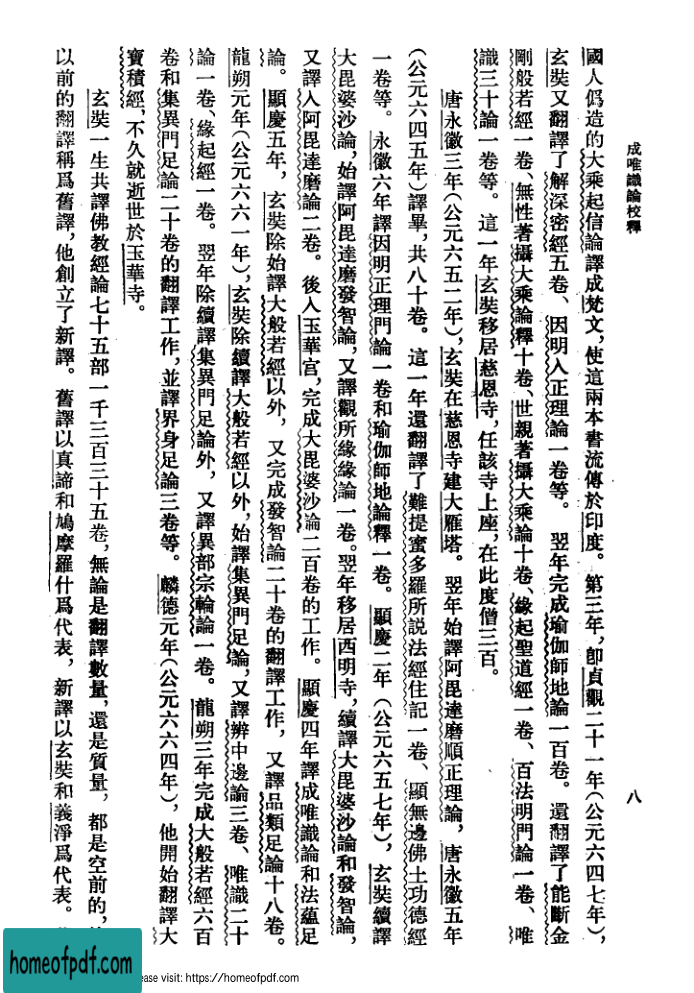 成唯識論校釋
八
國人僞造的大乘起信論譯成梵文，使這兩本書流傳於印度。第三年，卽貞觀二十一年（公元六四七年），
玄奘又翻譯了解深密經五卷、因明入正理論一卷等。翌年完成瑜伽師地論一百卷。還翻譯了能斷金
剛般若經一卷、無性著攝大乘論釋十卷、世親著攝大乘論十卷、緣起聖道經一卷、百法明門論一卷、唯
識三十論一卷等。這一年玄奘移居慈恩寺，任該寺上座，在此度僧三百。
唐永徽三年（公元六五二年），玄奘在慈恩寺建大雁塔。翌年始譯阿毘達磨順正理論，唐永徽五年
（公元六四五年）譯畢，共八十卷。這一年還翻譯了難提蜜多羅所説法經住記一卷、顯無邊佛土功德經
一卷等。永徽六年譯因明正理門論一卷和瑜伽師地論釋一卷。顯慶二年（公元六五七年），玄奘續譯
大毘婆沙論，始譯阿毘達磨發智論，又譯觀所緣緣論一卷。翌年移居西明寺，續譯大毘婆沙論和發智論，
又譯入阿毘達磨論二卷。後入玉華宫，完成大毘婆沙論二百卷的工作。顯慶四年譯成唯識論和法蘊足
論。顯慶五年，玄奘除始譯大般若經以外，又完成發智論二十卷的翻譯工作，又譯品類足論十八卷。
龍朔元年（公元六六一年），玄奘除續譯大般若經以外，始譯集異門足論，又譯辨中邊論三卷、唯識二十
論一卷、緣起經一卷。翌年除續譯集異門足論外，又譯異部宗輪論一卷。龍朔三年完成大般若經六百
卷和集異門足論二十卷的翻譯工作，並譯界身足論三卷等。麟德元年（公元六六四年），他開始翻譯大
寶積經，不久就逝世於玉華寺。
玄奘一生共譯佛教經論七十五部一千三百三十五卷，無論是翻譯數量，還是質量，都是空前的，
以前的翻譯稱爲舊譯，他創立了新譯。舊譯以真諦和鳩摩羅什爲代表，新譯以玄奘和義淨爲代表。
homeofpdf.com
ease visit: https://homeofpdf.com